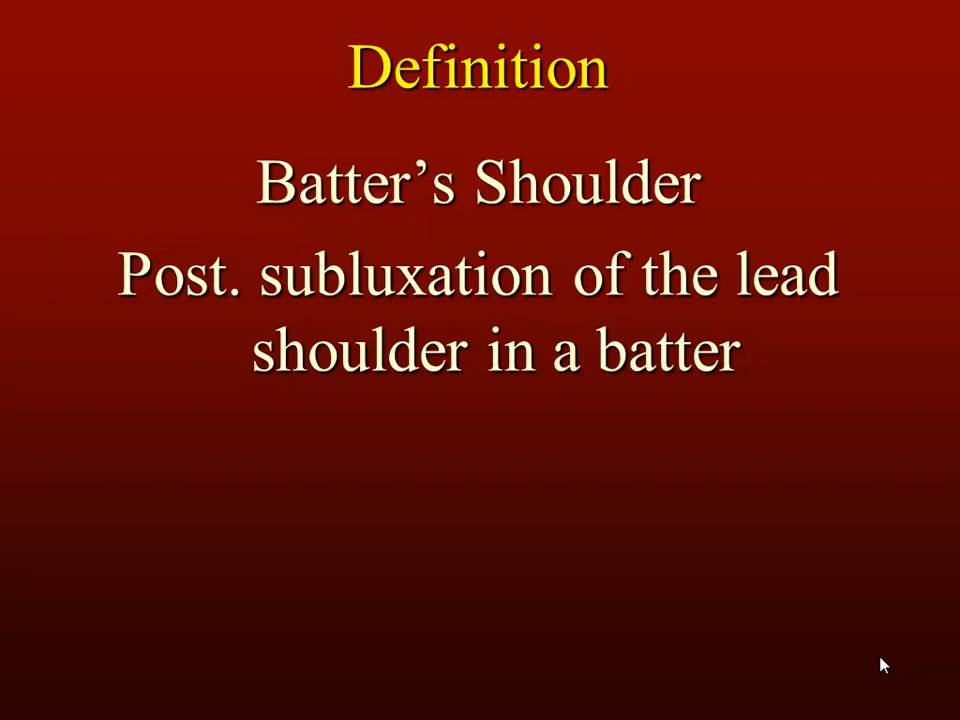 Definition
Batter’s Shoulder
Post. subluxation of the lead
shoulder in a batter